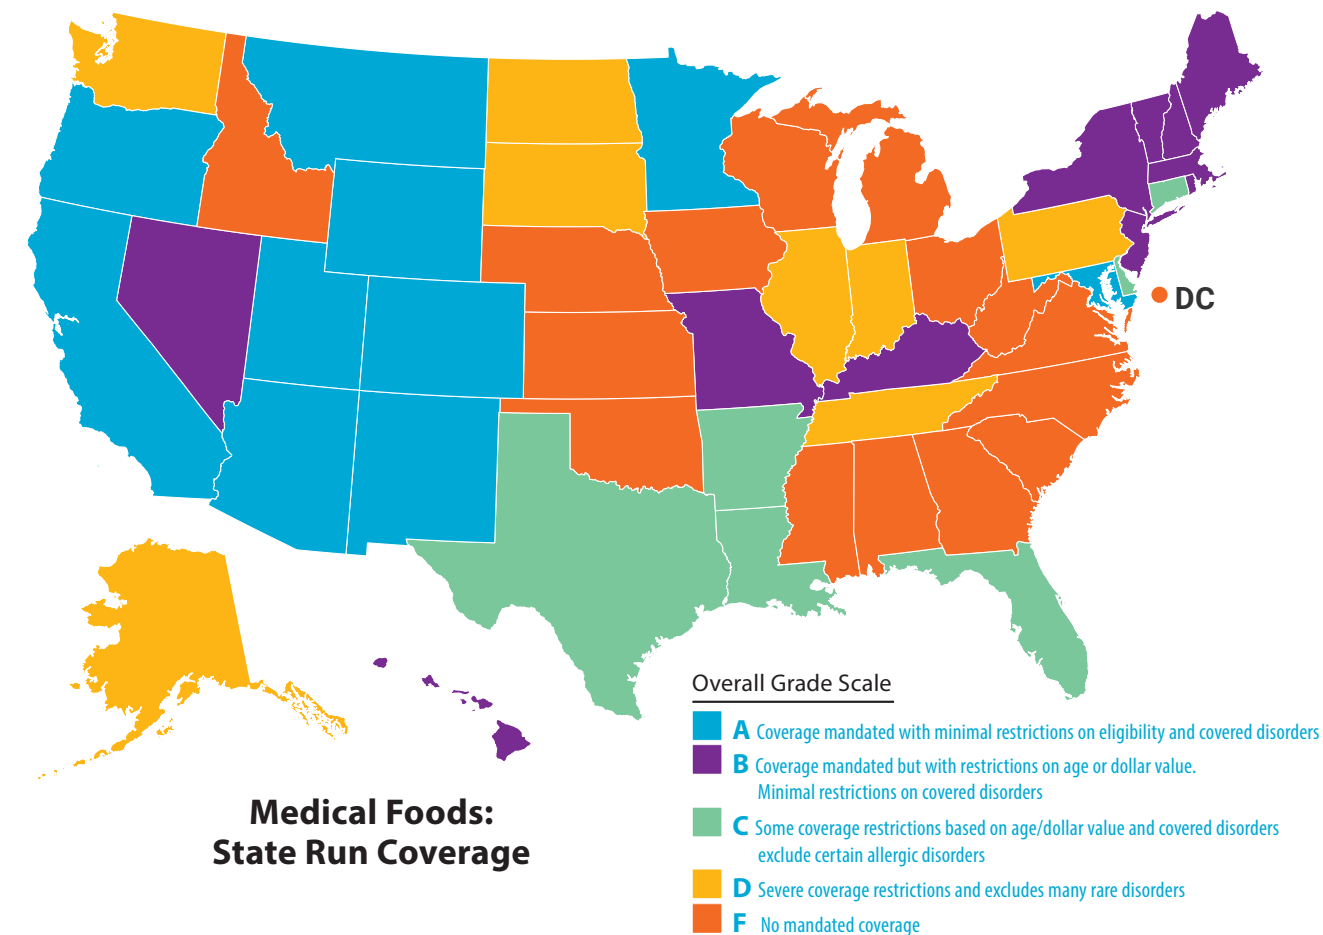 DC
Overall Grade Scale
A Coverage mandated with minimal restrictions on eligibility and covered disorders
B Coverage mandated but with restrictions on age or dollar value.
Minimal restrictions on covered disorders
Medical Foods:
State Run Coverage
C Some coverage restrictions based on age/dollar value and covered disorders
exclude certain allergic disorders
D Severe coverage restrictions and excludes many rare disorders
F No mandated coverage